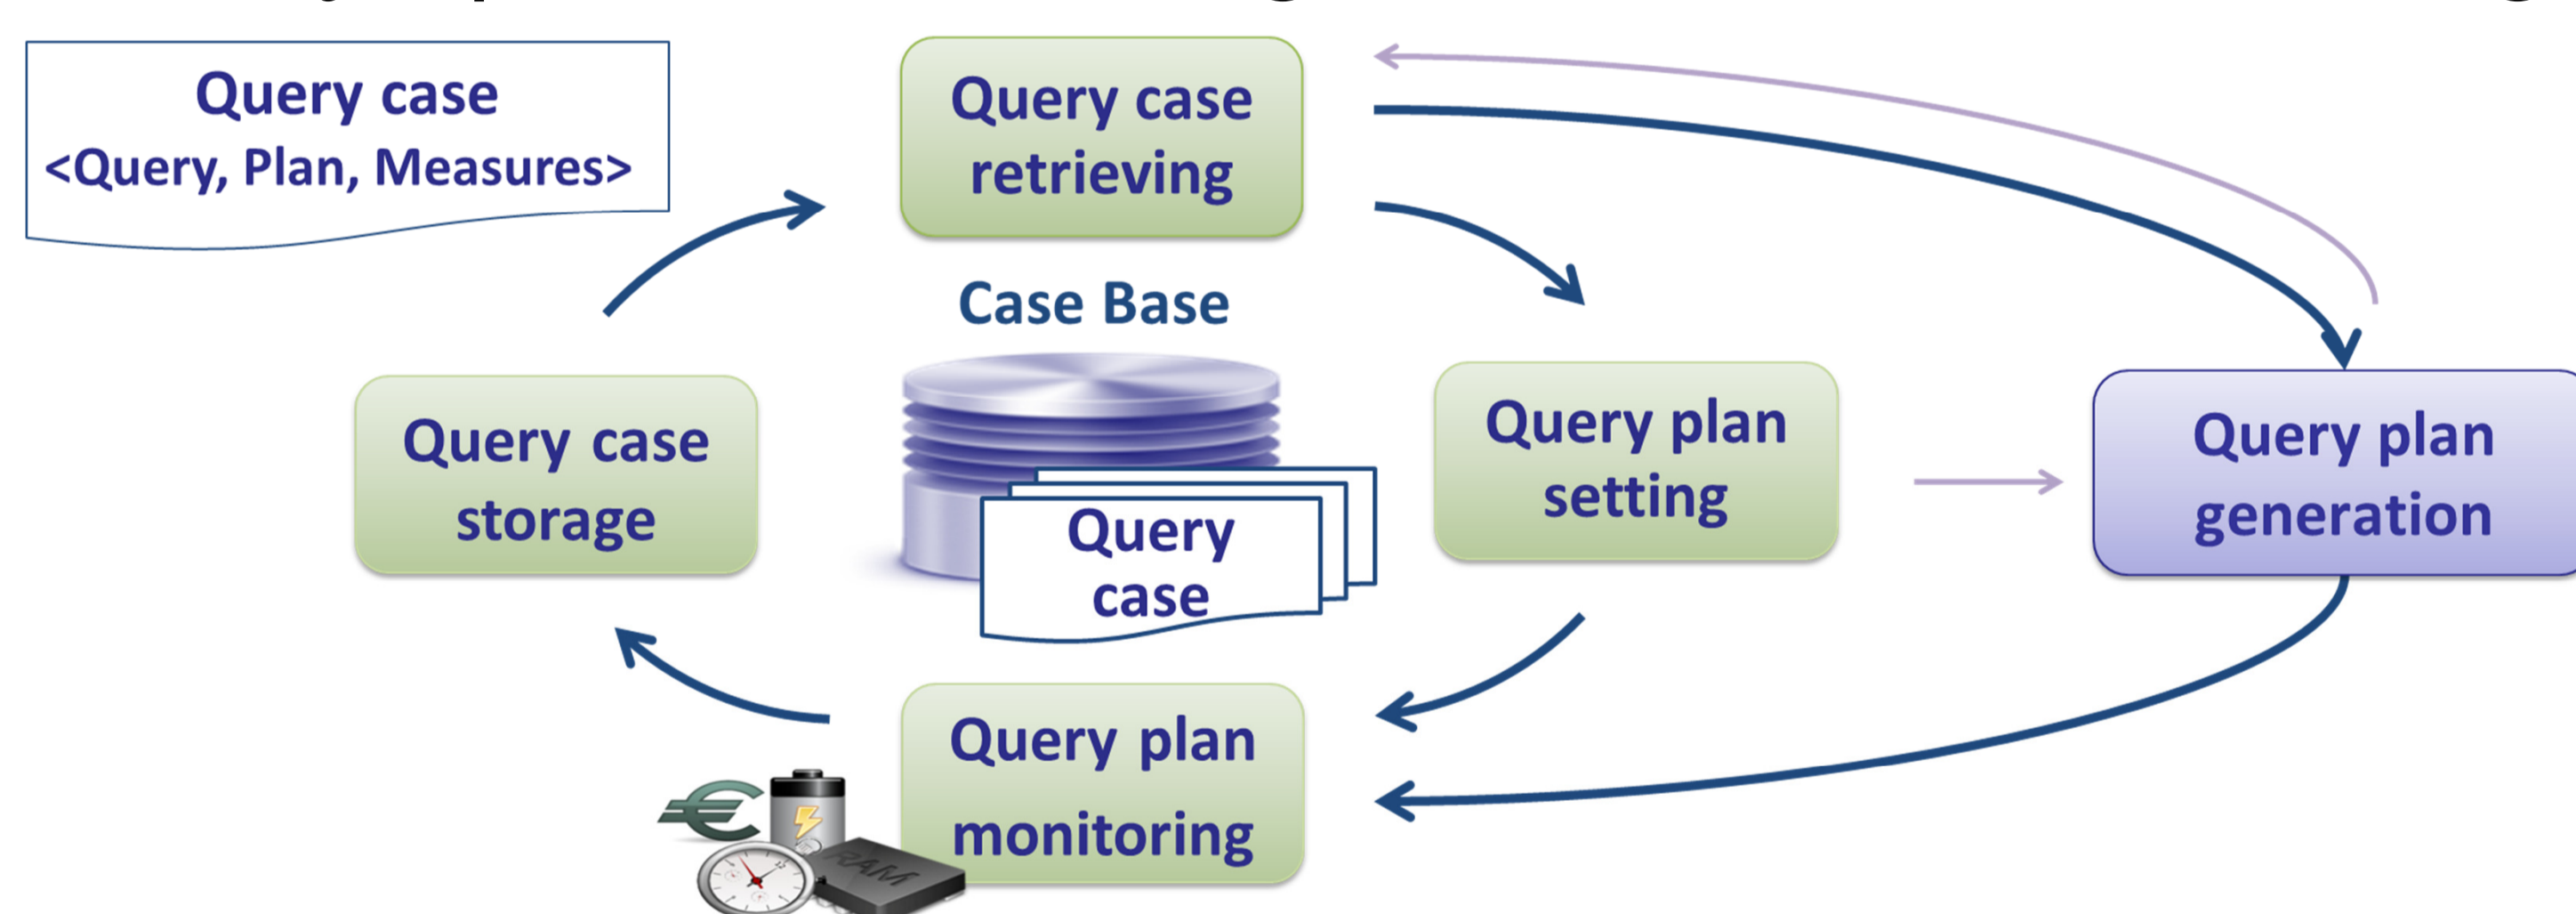 Query case
<Query, Plan, Measures>
Query case
retrieving
Case Base
Query case
storage
Query
case
Query plan
setting
Query plan
generation
Query plan
monitoring
RAM